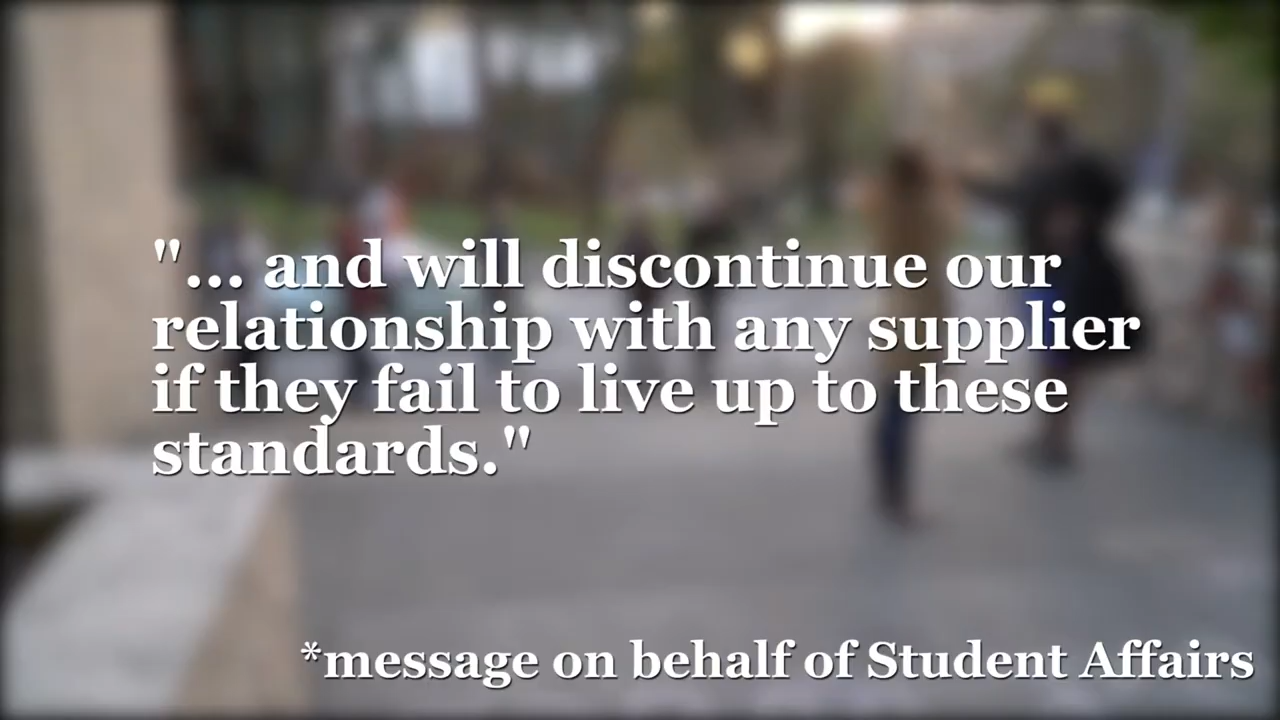 "... and will discontinue our
relationship with any supplier
if they fail to live up to these
standards."
*message on behalf of Student Affairs